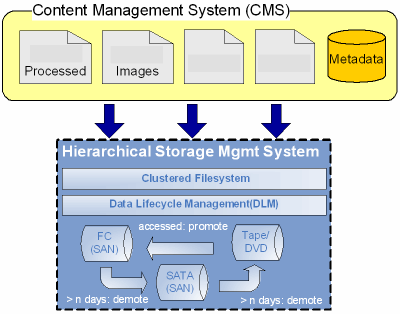 Content Management System (CMS)
Processed
Images
Metadata
Hierarchical Storage Mgmt System
Clustered Filesystem
Data Lifecycle Management(DLM)
accessed: promote
FC
(SAN)
Tape/
DVD
SATA
(SAN)
> n days: demote
> n days: demote